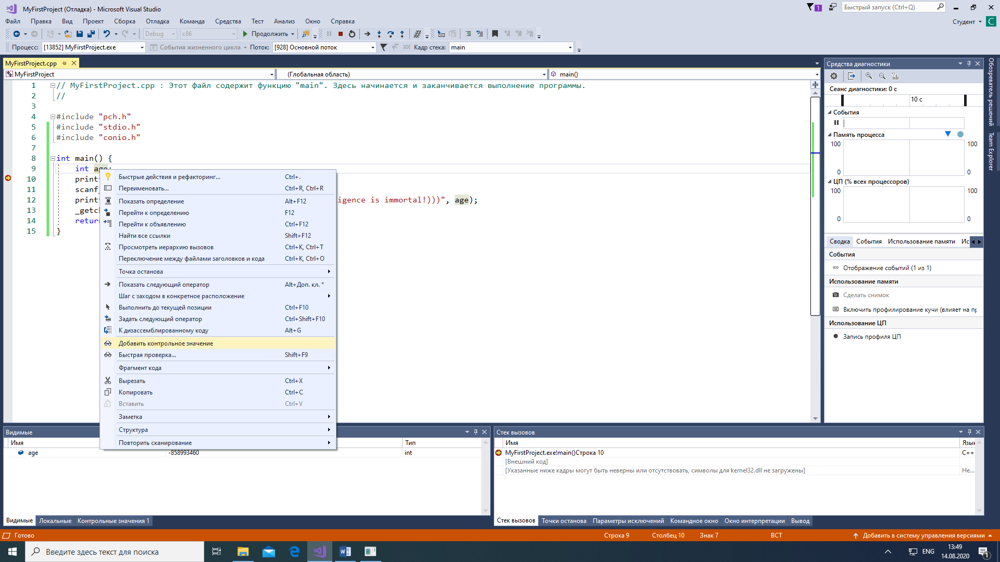 MyFirstProject (Отладка) - Microsoft Visual Studio
1
Быстрый запуск (Ctrl+Q)
Файл Правка Вид Проект Сборка Отладка Команда Средства Тест Анализ Окно Справка
Студент C
Debug x86 Продолжить
Процесс: [13852] MyFirstProject.exe События жизненного цикла Поток: [928] Основной поток Кадр стека: main
MyFirstProject.cpp
MyFirstProject (Глобальная область) main()
1 // MyFirstProject.cpp : Этот файл содержит функцию "main". Здесь начинается и заканчивается выполнение программы.
2 //
3
4 #include "pch.h"
5 #include "stdio.h"
6 #include "conio.h"
7
8 int main() {
9 int age;
10 print
11 scanf
12 print igence is immortal!)))", age);
13 _getc
14 return
15 }
Быстрые действия и рефакторинг... Ctrl+.
Переименовать... Ctrl+R, Ctrl+R
Показать определение Alt+F12
Перейти к определению F12
Перейти к объявлению Ctrl+F12
Найти все ссылки Shift+F12
Просмотреть иерархию вызовов Ctrl+K, Ctrl+T
Переключение между файлами заголовков и кода Ctrl+K, Ctrl+O
Точка останова
Показать следующий оператор Alt+Доп. кл. *
Шаг с заходом в конкретное расположение
Выполнить до текущей позиции Ctrl+F10
Задать следующий оператор Ctrl+Shift+F10
К дизассемблированному коду Alt+G
Добавить контрольное значение
Быстрая проверка... Shift+F9
Фрагмент кода
Вырезать Ctrl+X
Копировать Ctrl+C
Вставить Ctrl+V
Заметка
Структура
Повторить сканирование
Средства диагностики
Сеанс диагностики: 0 с
10 с
События
Память процесса
100 100
0 0
ЦП (% всех процессоров)
100 100
0 0
Сводка События Использование памяти Ис
События
Отображение событий (1 из 1)
Использование памяти
Сделать снимок
Включить профилирование кучи (влияет на пр
Использование ЦП
Запись профиля ЦП
Обозреватель решений
Team Explorer
Видимые
Имя Тип
age -858993460 int
Видимые Локальные Контрольные значения 1
Стек вызовов
Имя Язык
MyFirstProject.exe!main()Строка 10 C++
[Внешний код]
[Указанные ниже кадры могут быть неверны или отсутствовать, символы для kernel32.dll не загружены] Не...
Стек вызовов Точки останова Параметры исключений Командное окно Окно интерпретации Вывод
Готово Строка 9 Столбец 10 Знак 7 ВСТ Добавить в систему управления версиями
Введите здесь текст для поиска
ENG
13:49
14.08.2020
1